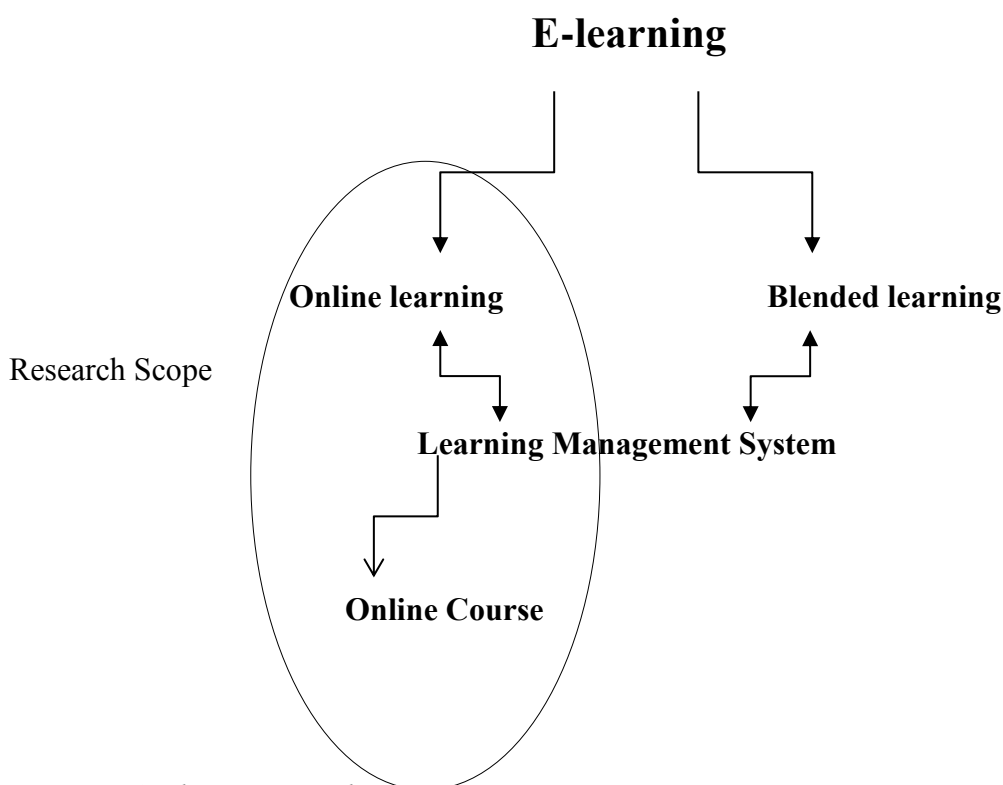 E-learning
Online learning
Blended learning
Research Scope
Learning Management System
Online Course